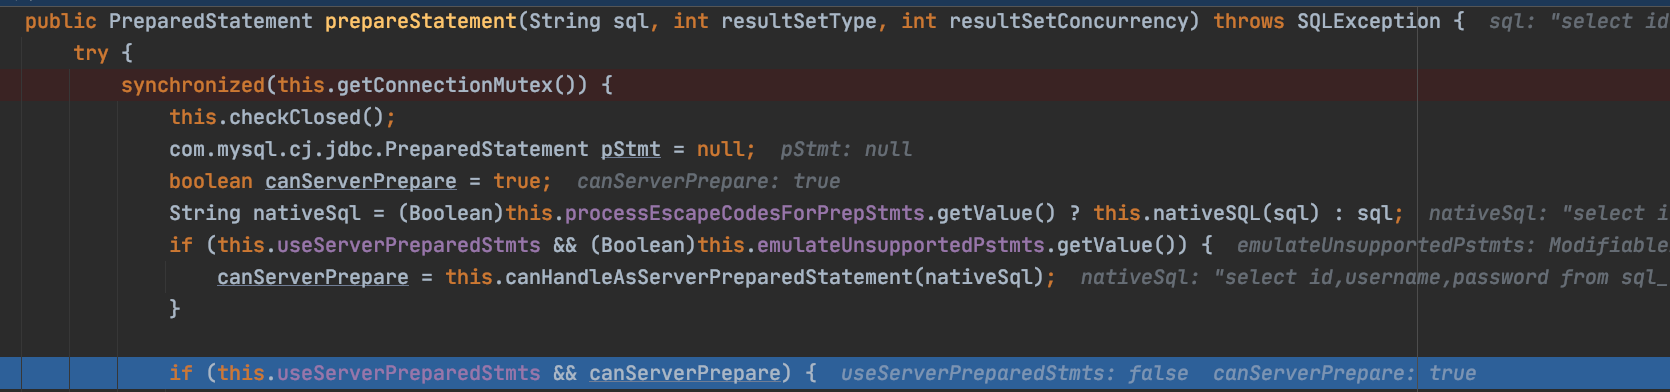 public PreparedStatement prepareStatement(String sql, int resultSetType, int resultSetConcurrency) throws SQLException {  sql: "select id
try {
synchronized(this.getConnectionMutex()) {
this.checkClosed();
com.mysql.cj.jdbc.PreparedStatement pStmt = null;  pStmt: null
boolean canServerPrepare = true;  canServerPrepare: true
String nativeSql = (Boolean)this.processEscapeCodesForPrepStmts.getValue() ? this.nativeSQL(sql) : sql;  nativeSql: "select i
if (this.useServerPreparedStmts && (Boolean)this.emulateUnsupportedPstmts.getValue()) {  emulateUnsupportedPstmts: Modifiable
canServerPrepare = this.canHandleAsServerPreparedStatement(nativeSql);  nativeSql: "select id,username,password from sql_
}
if (this.useServerPreparedStmts && canServerPrepare) {  useServerPreparedStmts: false  canServerPrepare: true